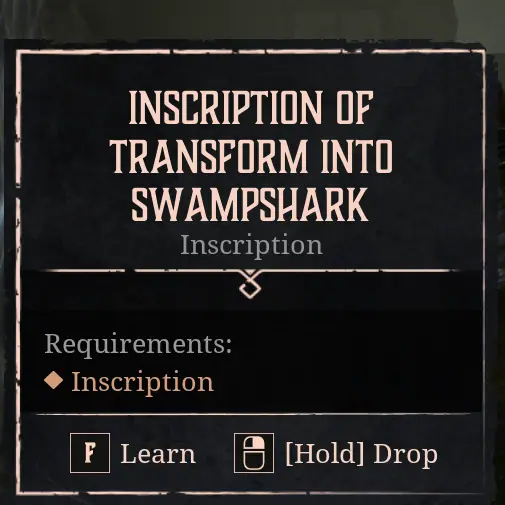 INSCRIPTION OF
TRANSFORM INTO
SWAMPSHARK
Inscription
Requirements:
Inscription
F Learn [Hold] Drop